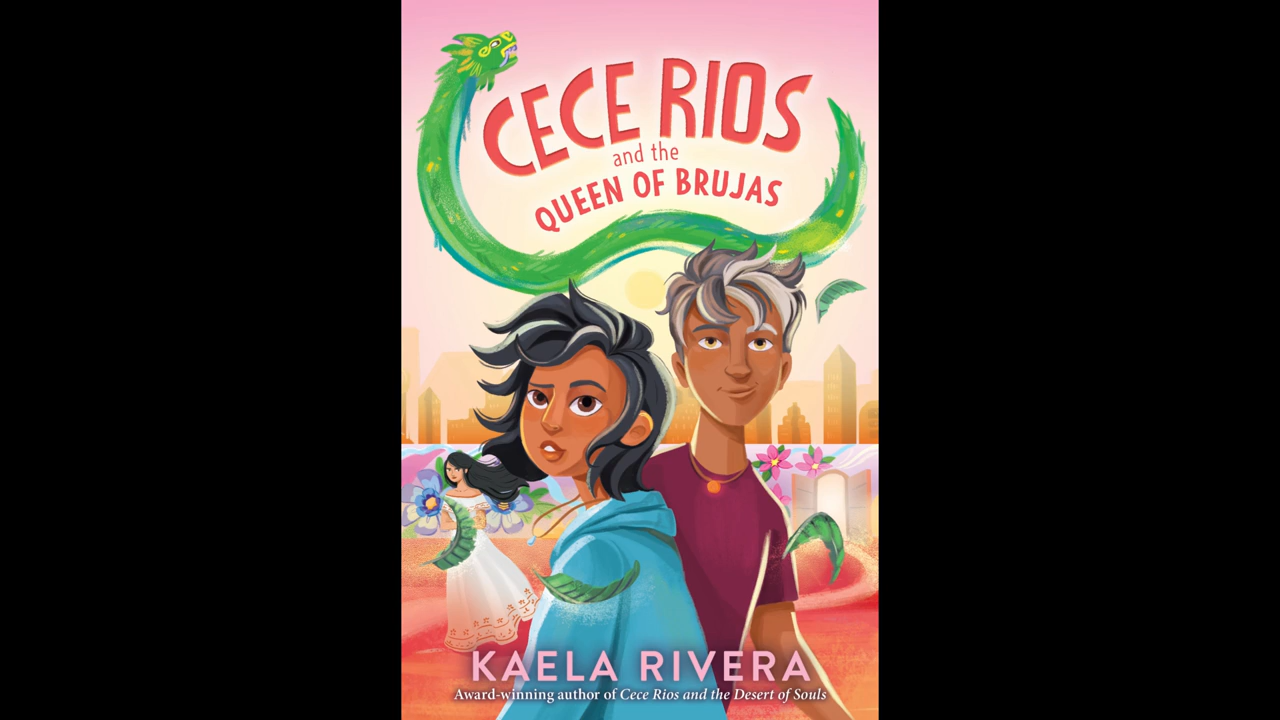 CECE RIOS
and the
QUEEN OF BRUJAS
KAELA RIVERA
Award-winning author of Cece Rios and the Desert of Souls